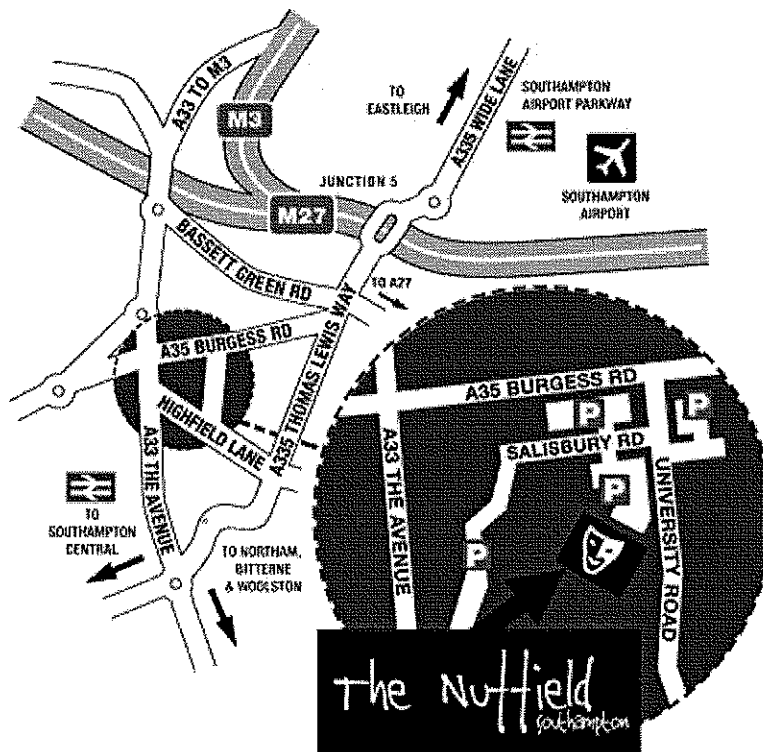 A33 TO M3
M3
TO
EASTLEIGH
A335 WIDE LANE
SOUTHAMPTON
AIRPORT PARKWAY
SOUTHAMPTON
AIRPORT
JUNCTION 5
M27
BASSETT GREEN RD
TO A27
A35 BURGESS RD
A335 THOMAS LEWIS WAY
HIGHFIELD LANE
A33 THE AVENUE
TO
SOUTHAMPTON
CENTRAL
TO NORTHAM,
BITTERNE
& WOOLSTON
A35 BURGESS RD
P
P
SALISBURY RD
A33 THE AVENUE
P
UNIVERSITY ROAD
P
The Nuffield
southampton